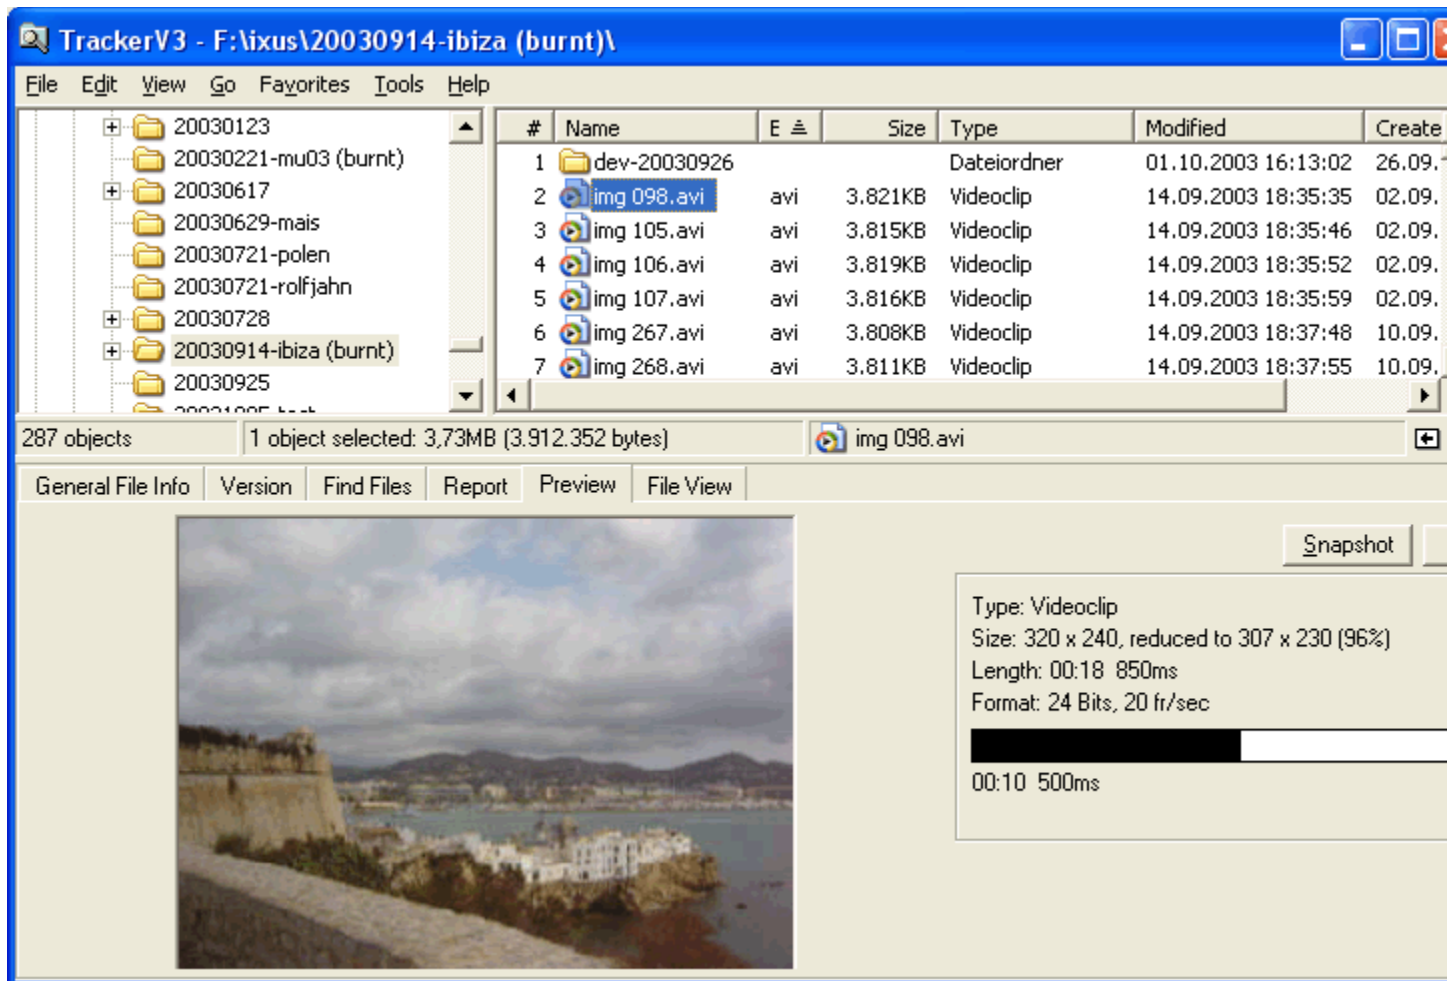 TrackerV3 - F:\ixus\20030914-ibiza (burnt)\
File Edit View Go Favorites Tools Help
20030123
20030221-mu03 (burnt)
20030617
20030629-mais
20030721-polen
20030721-rolfjahn
20030728
20030914-ibiza (burnt)
20030925
# Name E Size Type Modified Create
1 dev-20030926 Dateiordner 01.10.2003 16:13:02 26.09.
2 img 098.avi avi 3.821KB Videoclip 14.09.2003 18:35:35 02.09.
3 img 105.avi avi 3.815KB Videoclip 14.09.2003 18:35:46 02.09.
4 img 106.avi avi 3.819KB Videoclip 14.09.2003 18:35:52 02.09.
5 img 107.avi avi 3.816KB Videoclip 14.09.2003 18:35:59 02.09.
6 img 267.avi avi 3.808KB Videoclip 14.09.2003 18:37:48 10.09.
7 img 268.avi avi 3.811KB Videoclip 14.09.2003 18:37:55 10.09.
287 objects 1 object selected: 3,73MB (3.912.352 bytes) img 098.avi
General File Info Version Find Files Report Preview File View
Snapshot
Type: Videoclip
Size: 320 x 240, reduced to 307 x 230 (96%)
Length: 00:18 850ms
Format: 24 Bits, 20 fr/sec
00:10 500ms